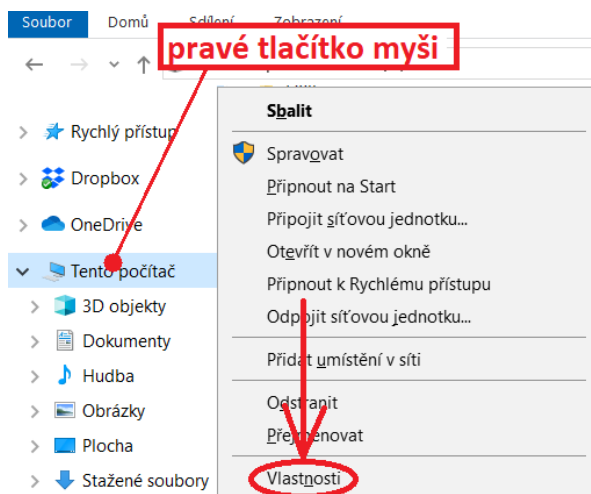 Soubor Domů Sdílení Zobrazení
pravé tlačítko myši
Rychlý přístup
Dropbox
OneDrive
Tento počítač
3D objekty
Dokumenty
Hudba
Obrázky
Plocha
Stažené soubory
Sbalit
Spravovat
Připnout na Start
Připojit síťovou jednotku...
Otevřít v novém okně
Připnout k Rychlému přístupu
Odpojit síťovou jednotku...
Přidat umístění v síti
Odstranit
Přejmenovat
Vlastnosti